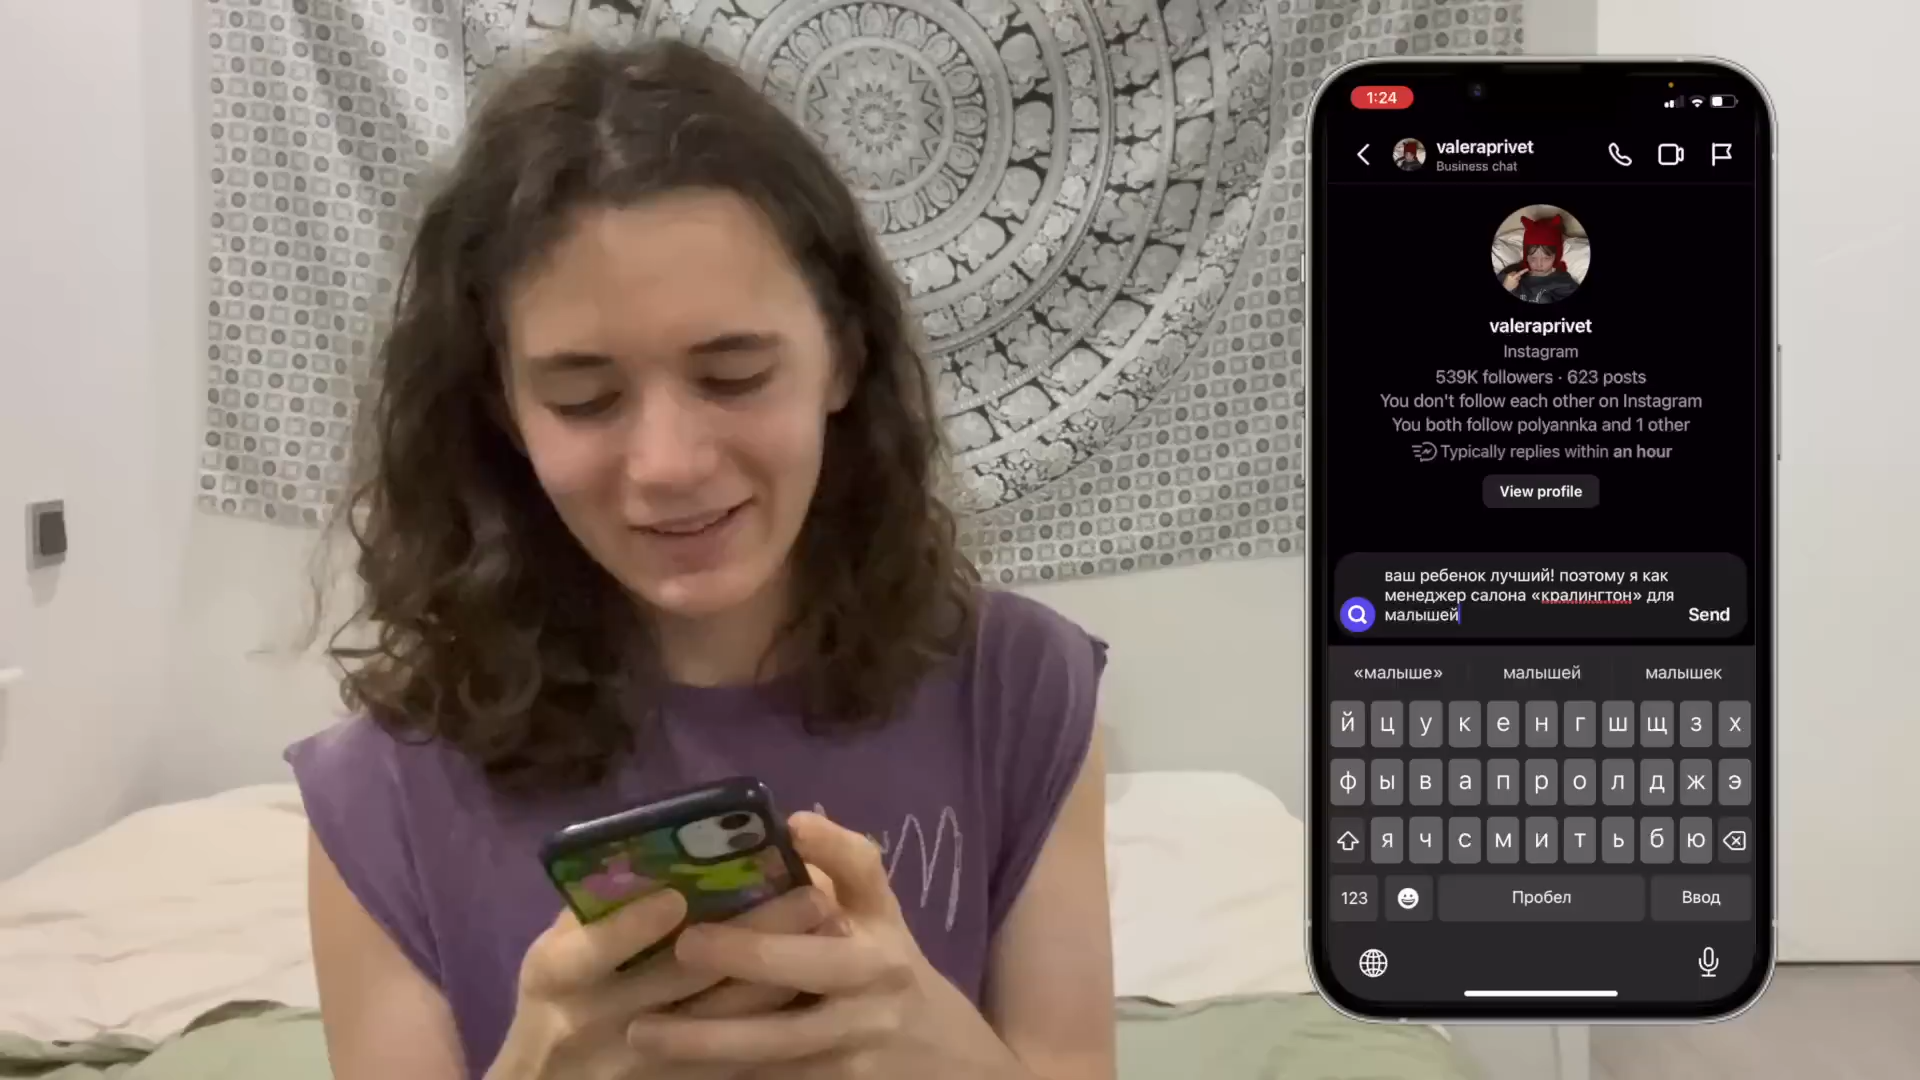 1:24
valeraprivet
Business chat
valeraprivet
Instagram
539K followers · 623 posts
You don't follow each other on Instagram
You both follow polyannka and 1 other
Typically replies within an hour
View profile
ваш ребенок лучший! поэтому я как
менеджер салона «кралингтон» для
малышей
Send
«малыше» малышей малышек
й ц у к е н г ш щ з х
ф ы в а п р о л д ж э
я ч с м и т ь б ю
123 Пробел Ввод